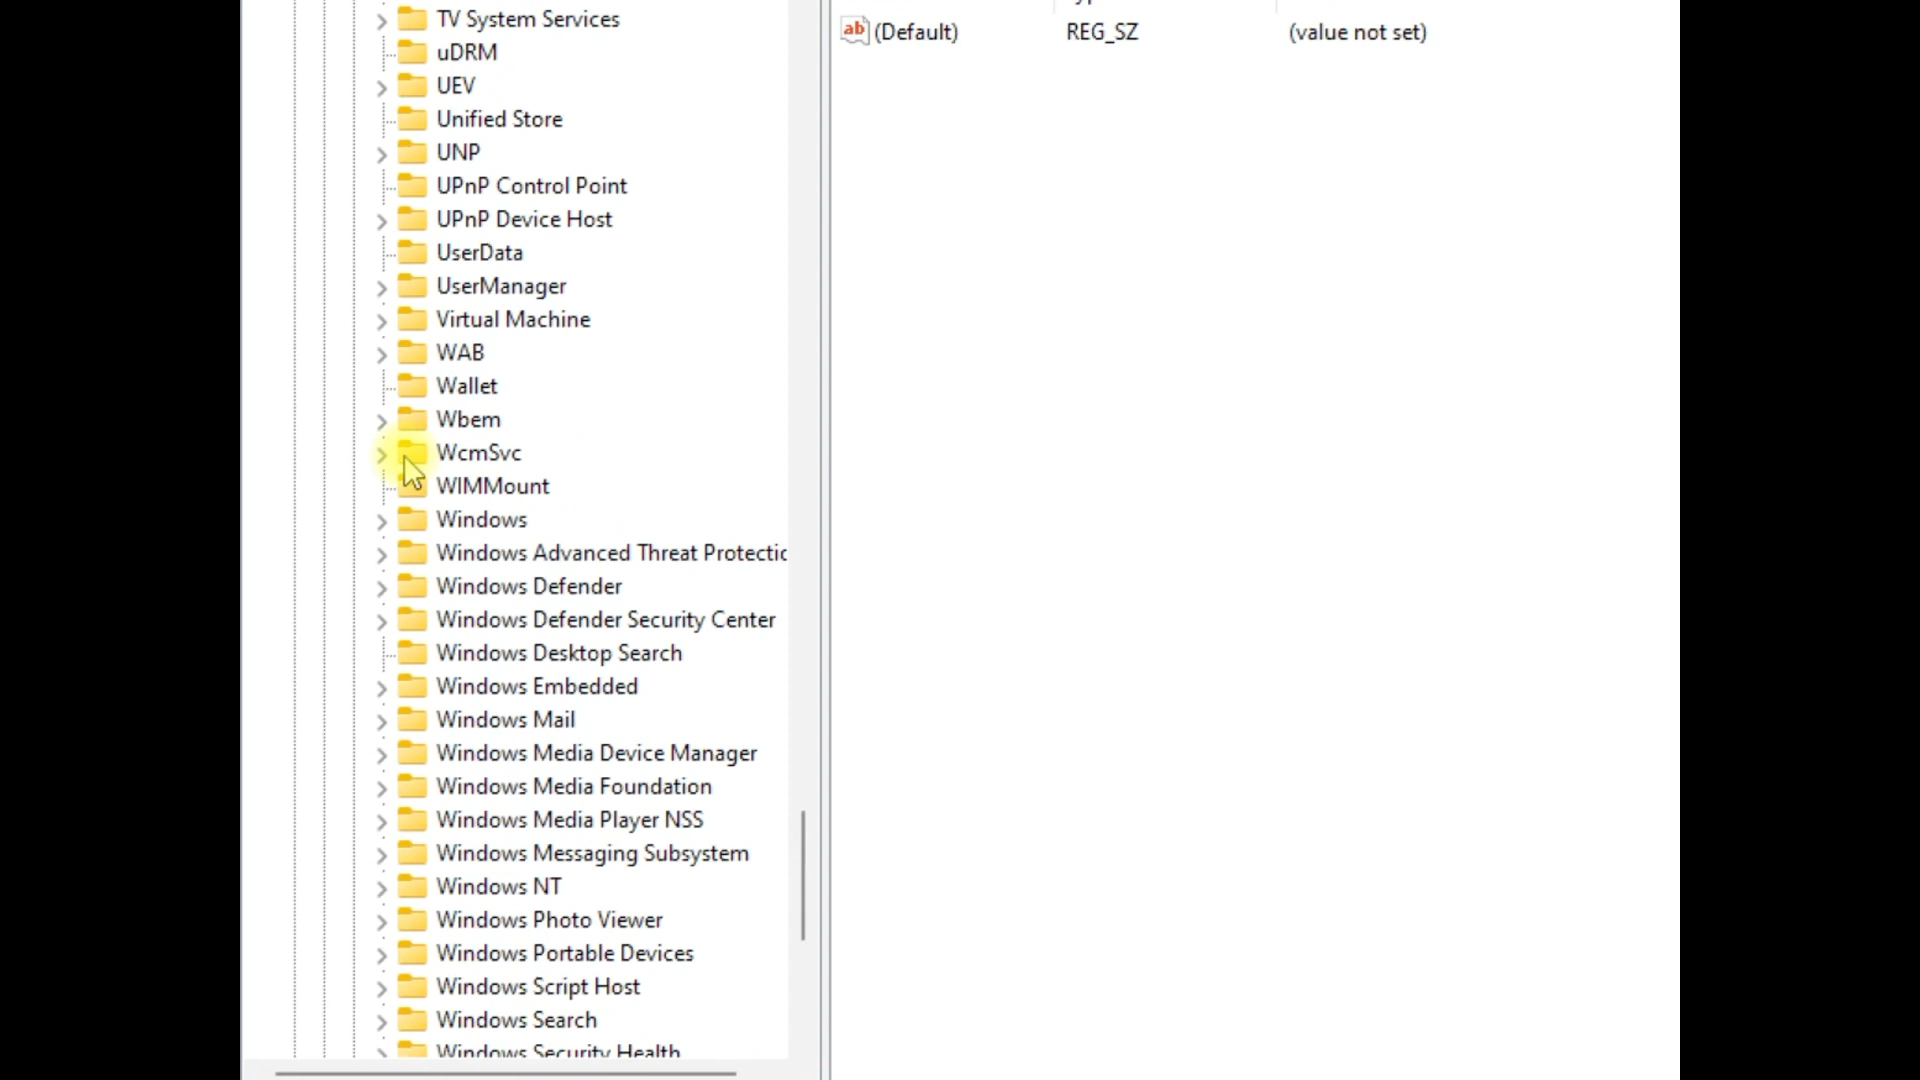 TV System Services
uDRM
UEV
Unified Store
UNP
UPnP Control Point
UPnP Device Host
UserData
UserManager
Virtual Machine
WAB
Wallet
Wbem
WcmSvc
WIMMount
Windows
Windows Advanced Threat Protectic
Windows Defender
Windows Defender Security Center
Windows Desktop Search
Windows Embedded
Windows Mail
Windows Media Device Manager
Windows Media Foundation
Windows Media Player NSS
Windows Messaging Subsystem
Windows NT
Windows Photo Viewer
Windows Portable Devices
Windows Script Host
Windows Search
Windows Security Health
ab (Default) REG_SZ (value not set)